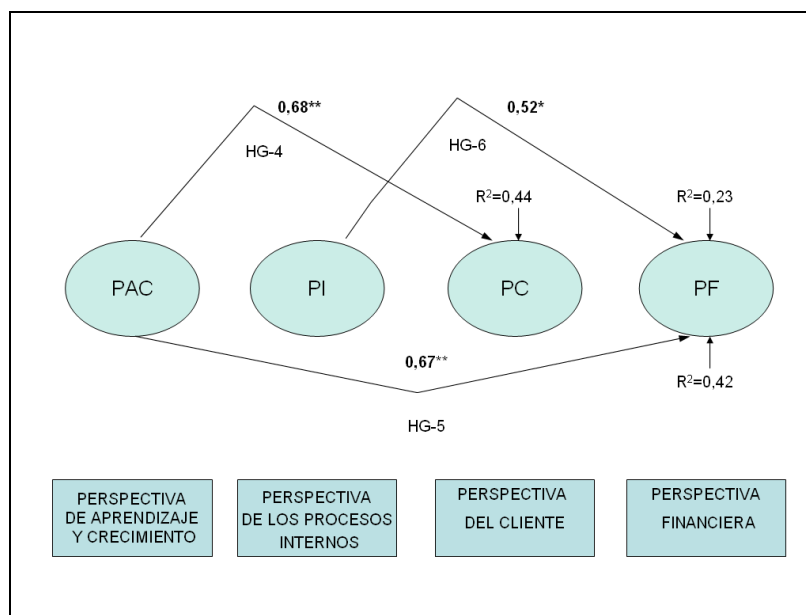 0,68**
0,52*
HG-4
HG-6
R²=0,44
R²=0,23
PAC
PI
PC
PF
0,67**
R²=0,42
HG-5
PERSPECTIVA
DE APRENDIZAJE
Y CRECIMIENTO
PERSPECTIVA
DE LOS PROCESOS
INTERNOS
PERSPECTIVA
DEL CLIENTE
PERSPECTIVA
FINANCIERA